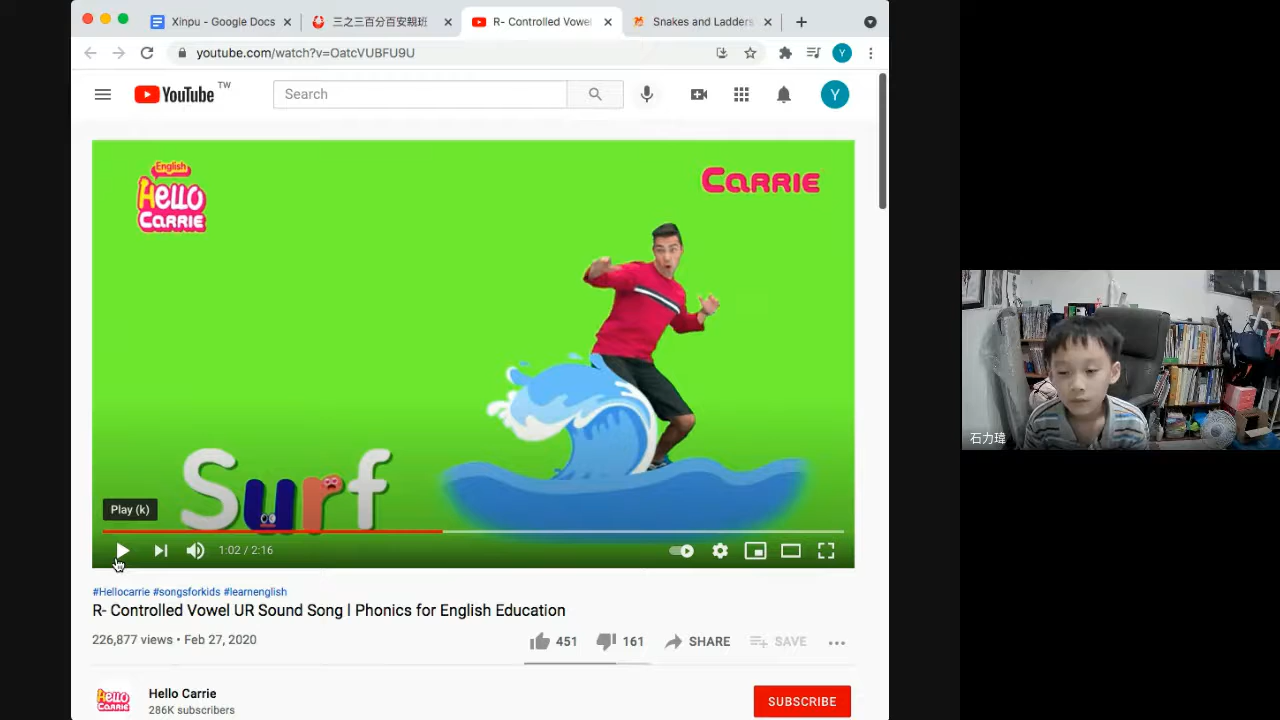 Xinpu - Google Docs
三之三百分百安親班
R- Controlled Vowel
Snakes and Ladders
youtube.com/watch?v=OatcVUBFU9U
YouTube TW
Search
Y
English
Hello
Carrie
Carrie
Surf
Play (k)
1:02 / 2:16
#Hellocarrie #songsforkids #learnenglish
R- Controlled Vowel UR Sound Song l Phonics for English Education
226,877 views • Feb 27, 2020
451
161
SHARE
SAVE
Hello Carrie
286K subscribers
SUBSCRIBE
石力瑋